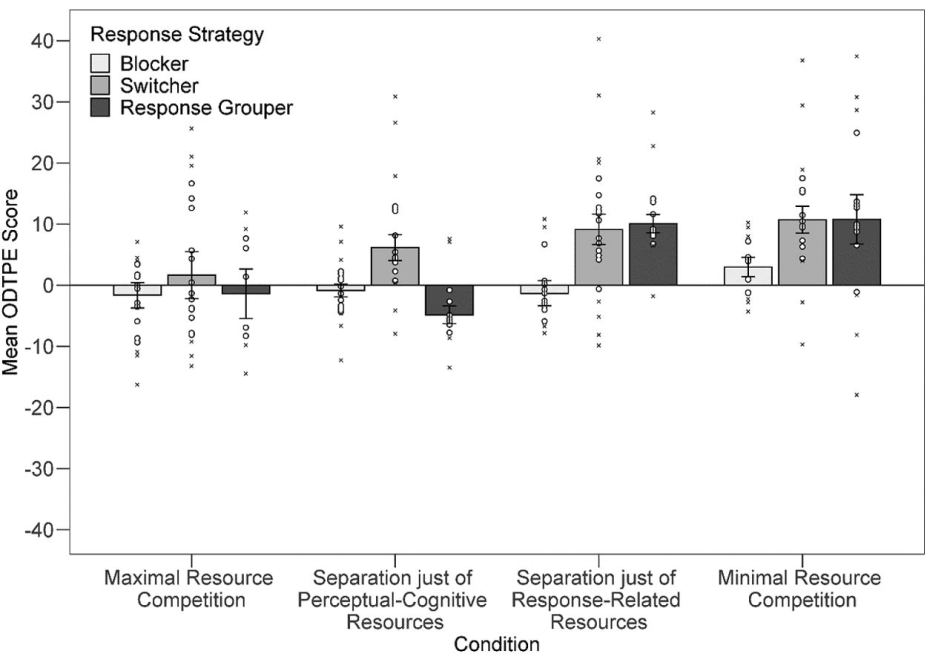 Response Strategy
Blocker
Switcher
Response Grouper
Mean ODTPE Score
40
30
20
10
0
-10
-20
-30
-40
Maximal Resource
Competition
Separation just of
Perceptual-Cognitive
Resources
Separation just of
Response-Related
Resources
Minimal Resource
Competition
Condition